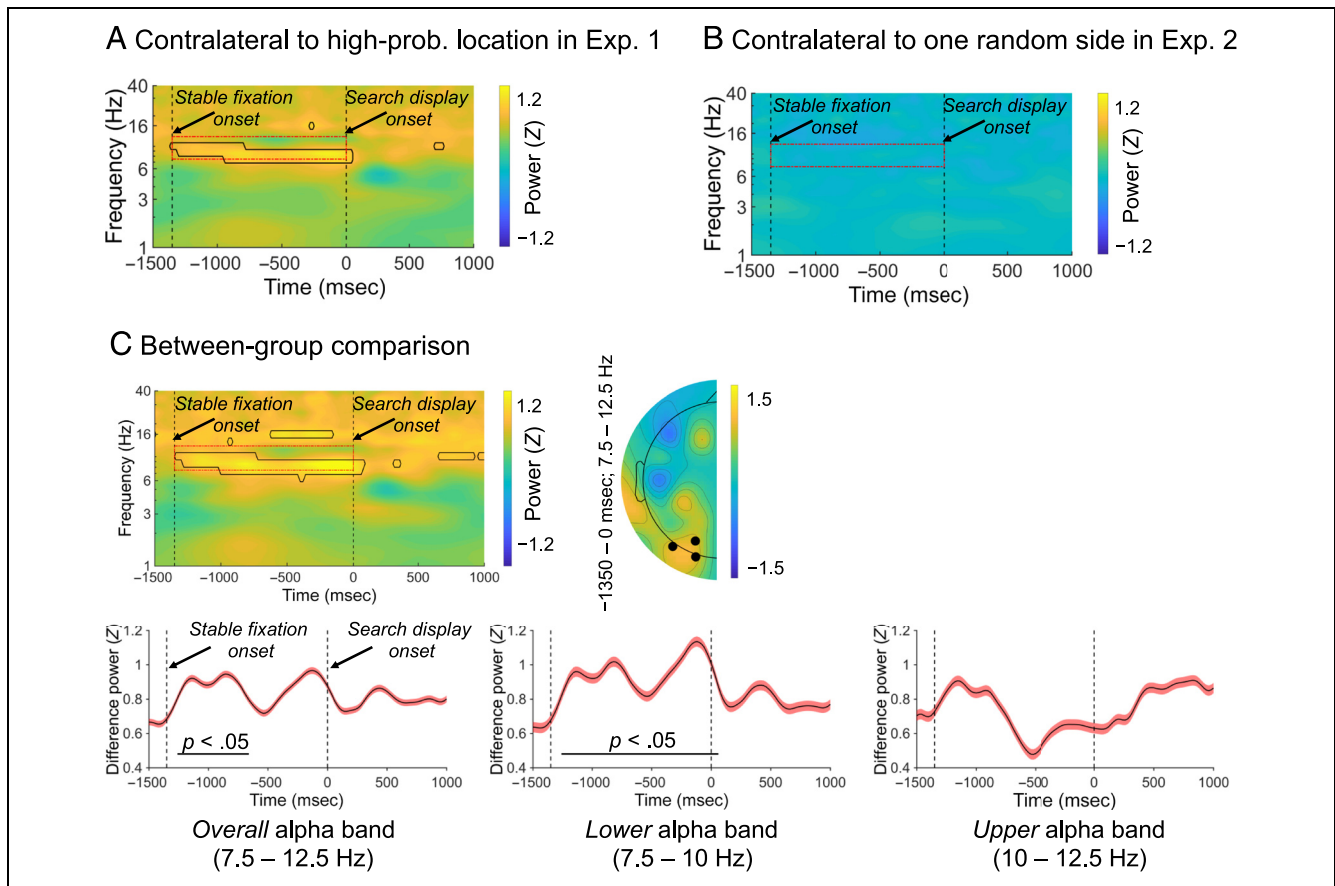 A Contralateral to high-prob. location in Exp. 1
40
16
6
3
1
Frequency (Hz)
Stable fixation
onset
Search display
onset
−1500 −1000 −500 0 500 1000
Time (msec)
1.2
−1.2
Power (Z)
B Contralateral to one random side in Exp. 2
40
16
6
3
1
Frequency (Hz)
Stable fixation
onset
Search display
onset
−1500 −1000 −500 0 500 1000
Time (msec)
1.2
−1.2
Power (Z)
C Between-group comparison
40
16
6
3
1
Frequency (Hz)
Stable fixation
onset
Search display
onset
−1500 −1000 −500 0 500 1000
Time (msec)
1.2
−1.2
Power (Z)
−1350 – 0 msec; 7.5 – 12.5 Hz
1.5
−1.5
Difference power (Z)
1.2
1
0.8
0.6
0.4
Stable fixation
onset
Search display
onset
p < .05
−1500 −1000 −500 0 500 1000
Time (msec)
Overall alpha band
(7.5 – 12.5 Hz)
Difference power (Z)
1.2
1
0.8
0.6
0.4
p < .05
−1500 −1000 −500 0 500 1000
Time (msec)
Lower alpha band
(7.5 – 10 Hz)
Difference power (Z)
1.2
1
0.8
0.6
0.4
−1500 −1000 −500 0 500 1000
Time (msec)
Upper alpha band
(10 – 12.5 Hz)